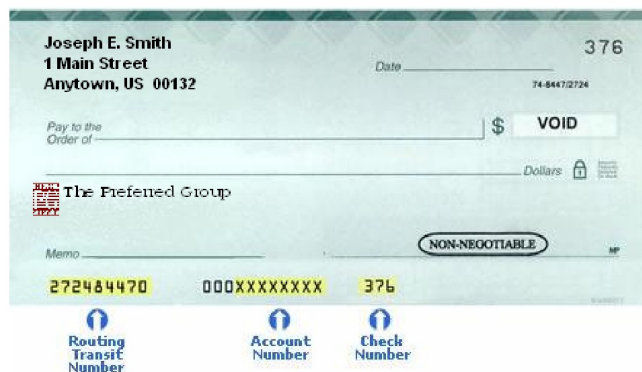 Joseph E. Smith
1 Main Street
Anytown, US 00132
376
Date
74-8447/2724
Pay to the
Order of
$ VOID
Dollars
The Preferred Group
Memo
NON-NEGOTIABLE
MP
272484470 000XXXXXXXX 376
Routing
Transit
Number
Account
Number
Check
Number